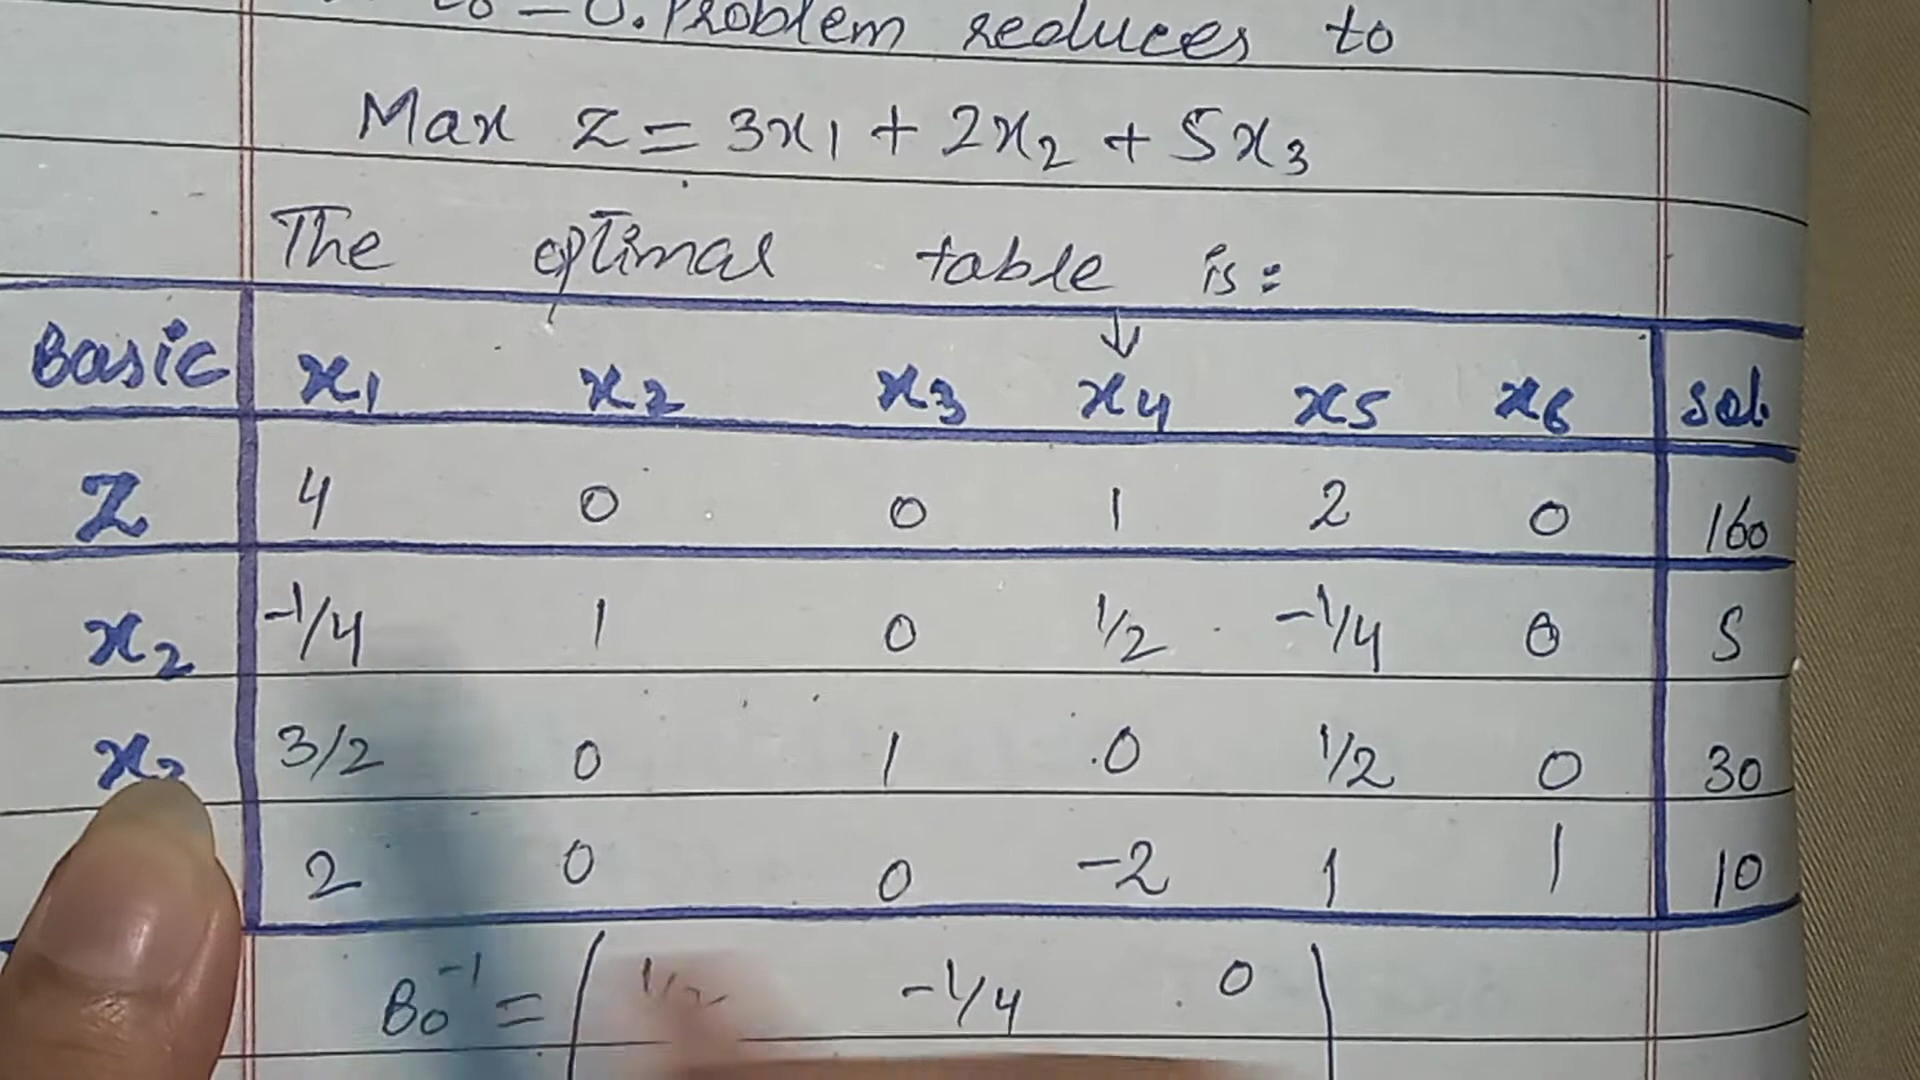 = 0. Problem reduces to
Max Z = 3x1 + 2x2 + 5x3
The optimal table is:
↓
Basic x1 x2 x3 x4 x5 x6 sol.
Z 4 0 0 1 2 0 160
x2 -1/4 1 0 1/2 -1/4 0 5
3/2 0 1 0 1/2 0 30
2 0 0 -2 1 1 10
B0^-1 = ( 1/2 -1/4 0 )